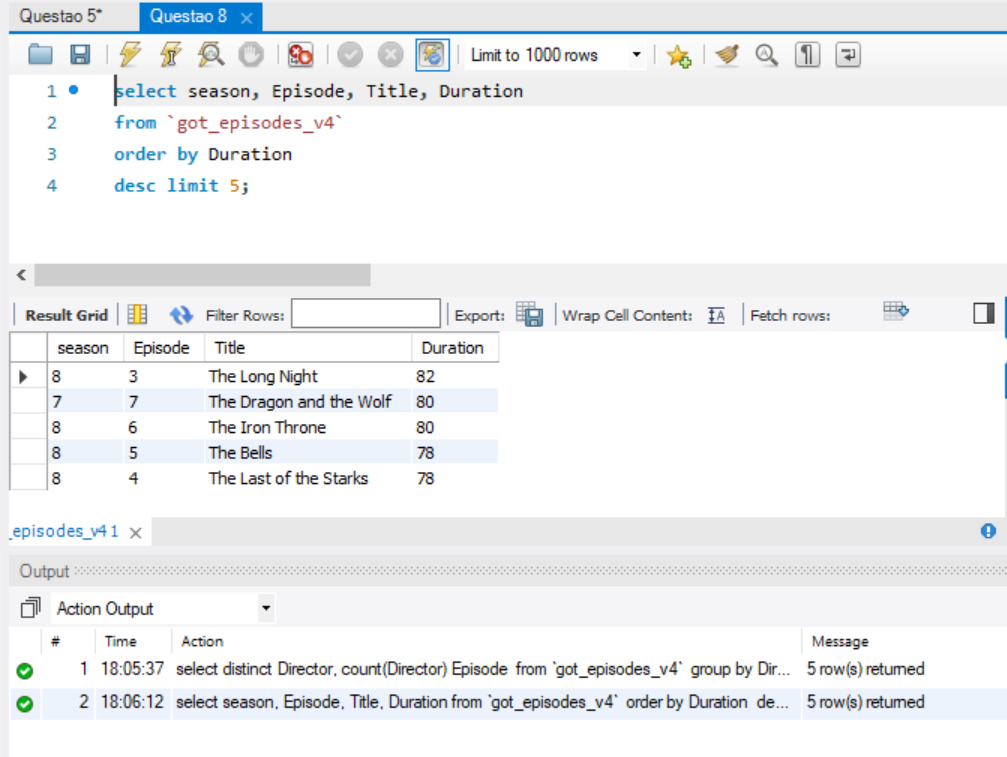 Questao 5*
Questao 8
Limit to 1000 rows
1 select season, Episode, Title, Duration
2 from `got_episodes_v4`
3 order by Duration
4 desc limit 5;
Result Grid Filter Rows: Export: Wrap Cell Content: Fetch rows:
season Episode Title Duration
8 3 The Long Night 82
7 7 The Dragon and the Wolf 80
8 6 The Iron Throne 80
8 5 The Bells 78
8 4 The Last of the Starks 78
_episodes_v4 1
Output
Action Output
# Time Action Message
1 18:05:37 select distinct Director, count(Director) Episode from `got_episodes_v4` group by Dir... 5 row(s) returned
2 18:06:12 select season, Episode, Title, Duration from `got_episodes_v4` order by Duration de... 5 row(s) returned